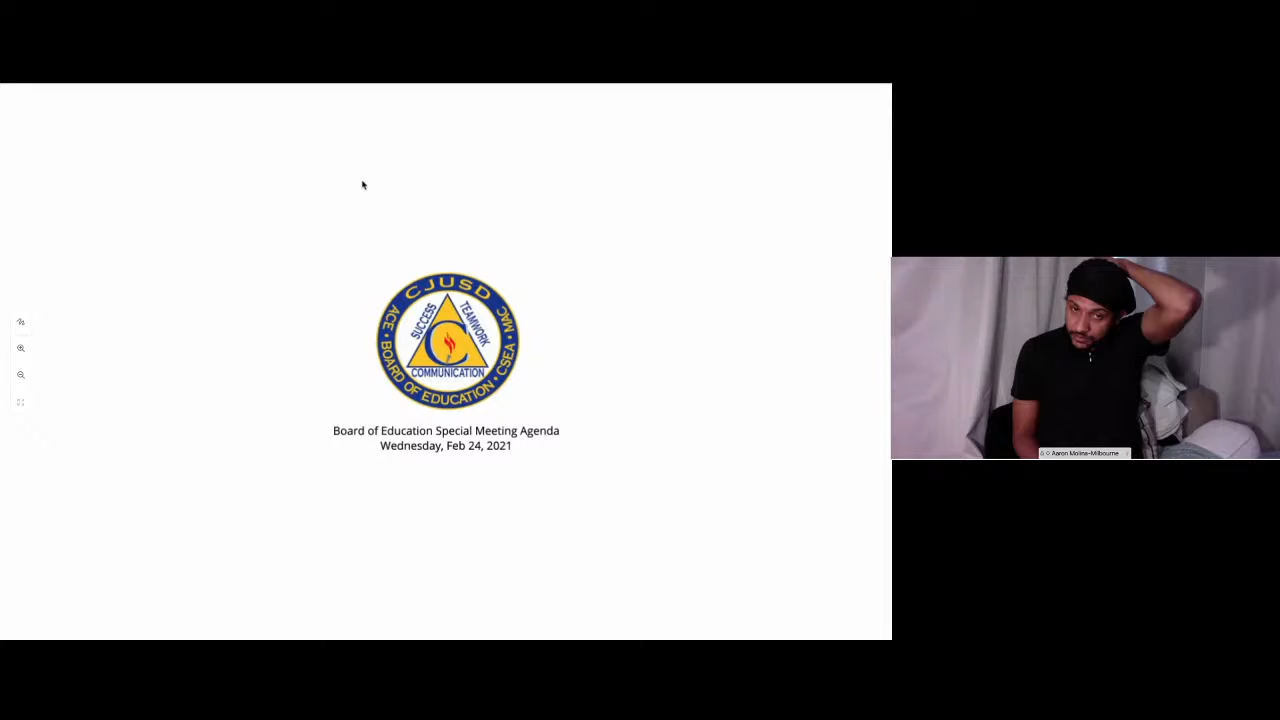 CJUSD
ACE • BOARD OF EDUCATION • CSEA • MAC
SUCCESS
TEAMWORK
C
COMMUNICATION
Board of Education Special Meeting Agenda
Wednesday, Feb 24, 2021
Aaron Molina-Milbourne